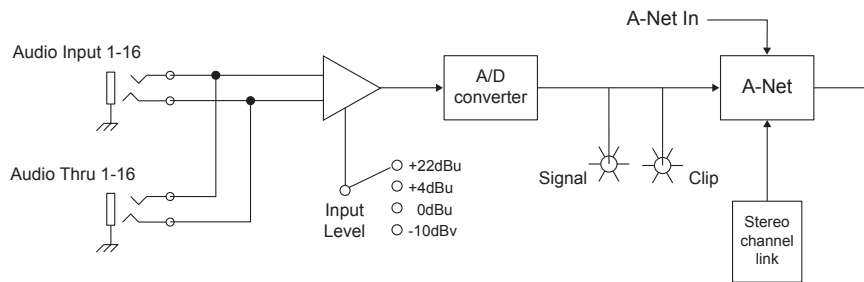 A-Net In
Audio Input 1-16
A/D
converter
A-Net
Audio Thru 1-16
+22dBu
+4dBu
0dBu
-10dBv
Input
Level
Signal
Clip
Stereo
channel
link